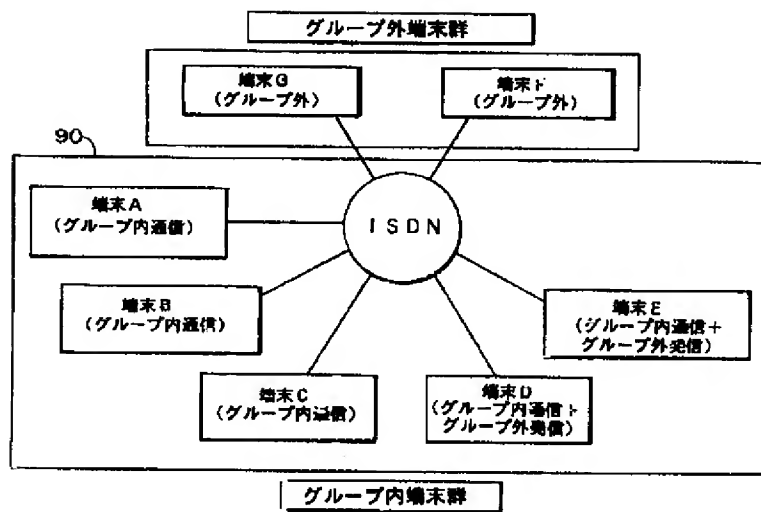 グループ外端末群
端末G
(グループ外)
端末F
(グループ外)
90
端末A
(グループ内通信)
ISDN
端末B
(グループ内通信)
端末E
(グループ内通信+
グループ外発信)
端末C
(グループ内通信)
端末D
(グループ内通信+
グループ外発信)
グループ内端末群